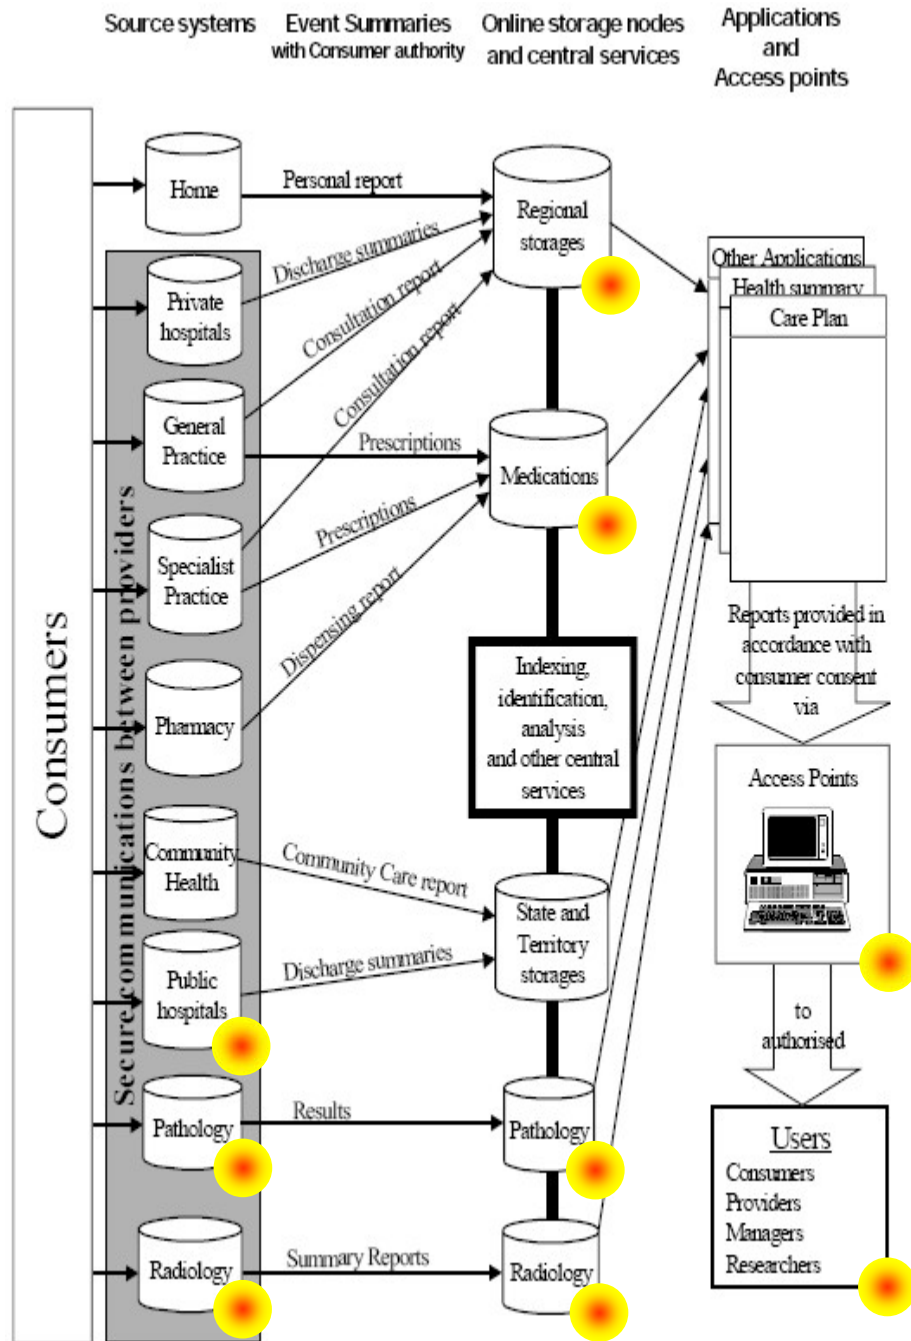 Source systems
Event Summaries
with Consumer authority
Online storage nodes
and central services
Applications
and
Access points
Consumers
Secure communications between providers
Home
Private
hospitals
General
Practice
Specialist
Practice
Pharmacy
Community
Health
Public
hospitals
Pathology
Radiology
Personal report
Discharge summaries
Consultation report
Consultation report
Prescriptions
Prescriptions
Dispensing report
Community Care report
Discharge summaries
Results
Summary Reports
Regional
storages
Medications
Indexing,
identification,
analysis
and other central
services
State and
Territory
storages
Pathology
Radiology
Other Applications
Health summary
Care Plan
Reports provided in
accordance with
consumer consent
via
Access Points
to
authorised
Users
Consumers
Providers
Managers
Researchers